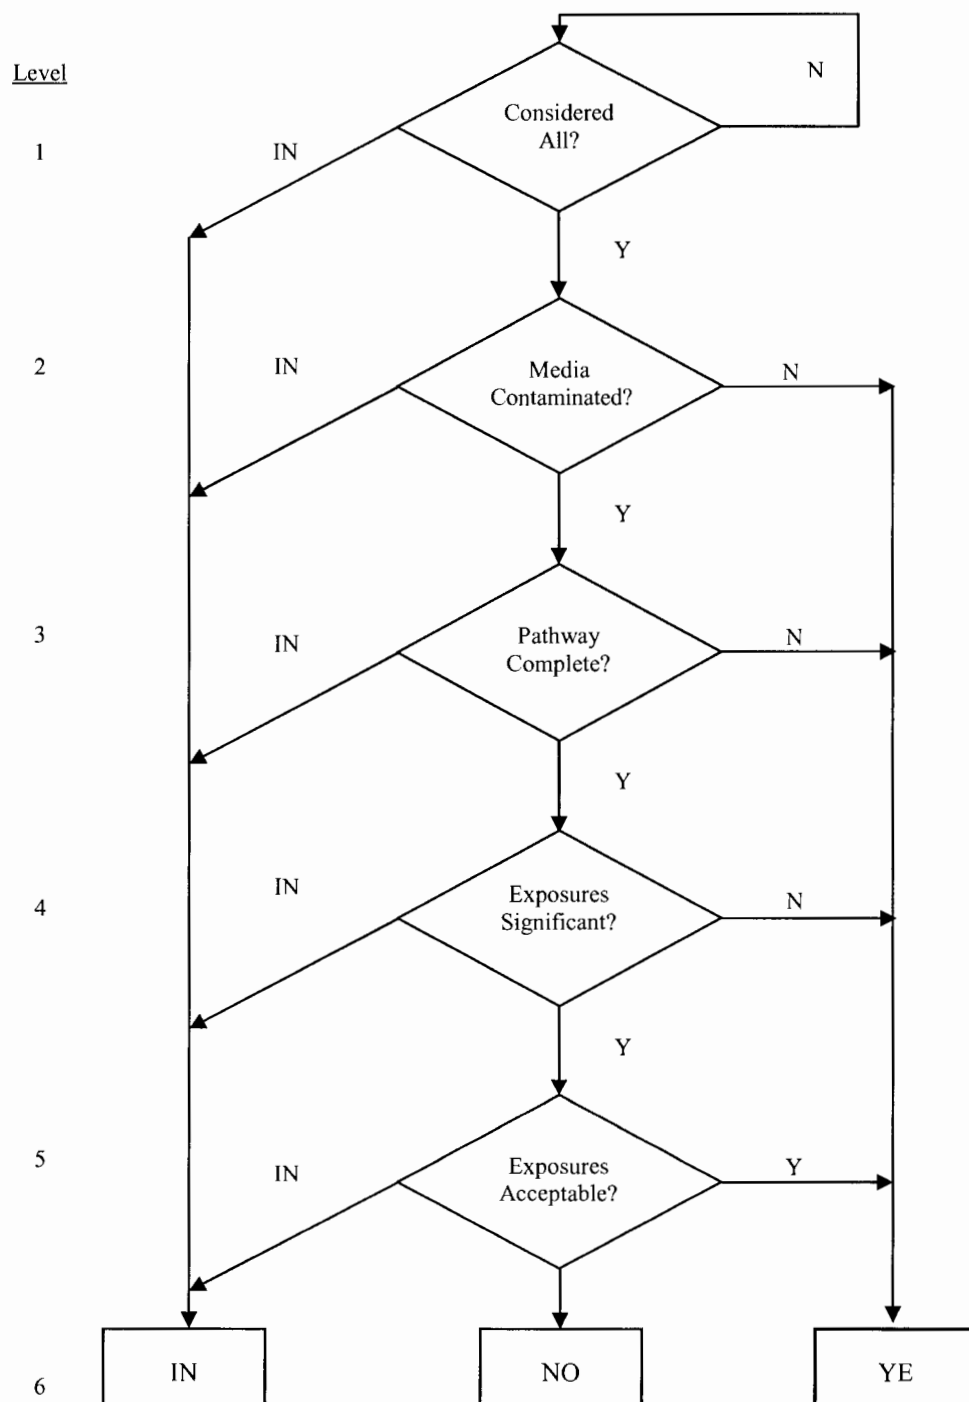 Level
N
Considered
All?
1
IN
Y
2
IN
Media
Contaminated?
N
Y
3
IN
Pathway
Complete?
N
Y
4
IN
Exposures
Significant?
N
Y
5
IN
Exposures
Acceptable?
Y
6
IN
NO
YE